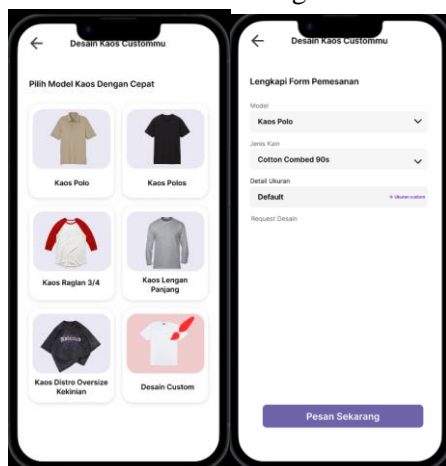 Desain Kaos Custommu
Pilih Model Kaos Dengan Cepat
Kaos Polo
Kaos Polos
Kaos Raglan 3/4
Kaos Lengan
Panjang
Kaos Distro Oversize
Kekinian
Desain Custom
Desain Kaos Custommu
Lengkapi Form Pemesanan
Model
Kaos Polo
Jenis Kain
Cotton Combed 90s
Detail Ukuran
Default
+ Ukuran custom
Request Desain
Pesan Sekarang